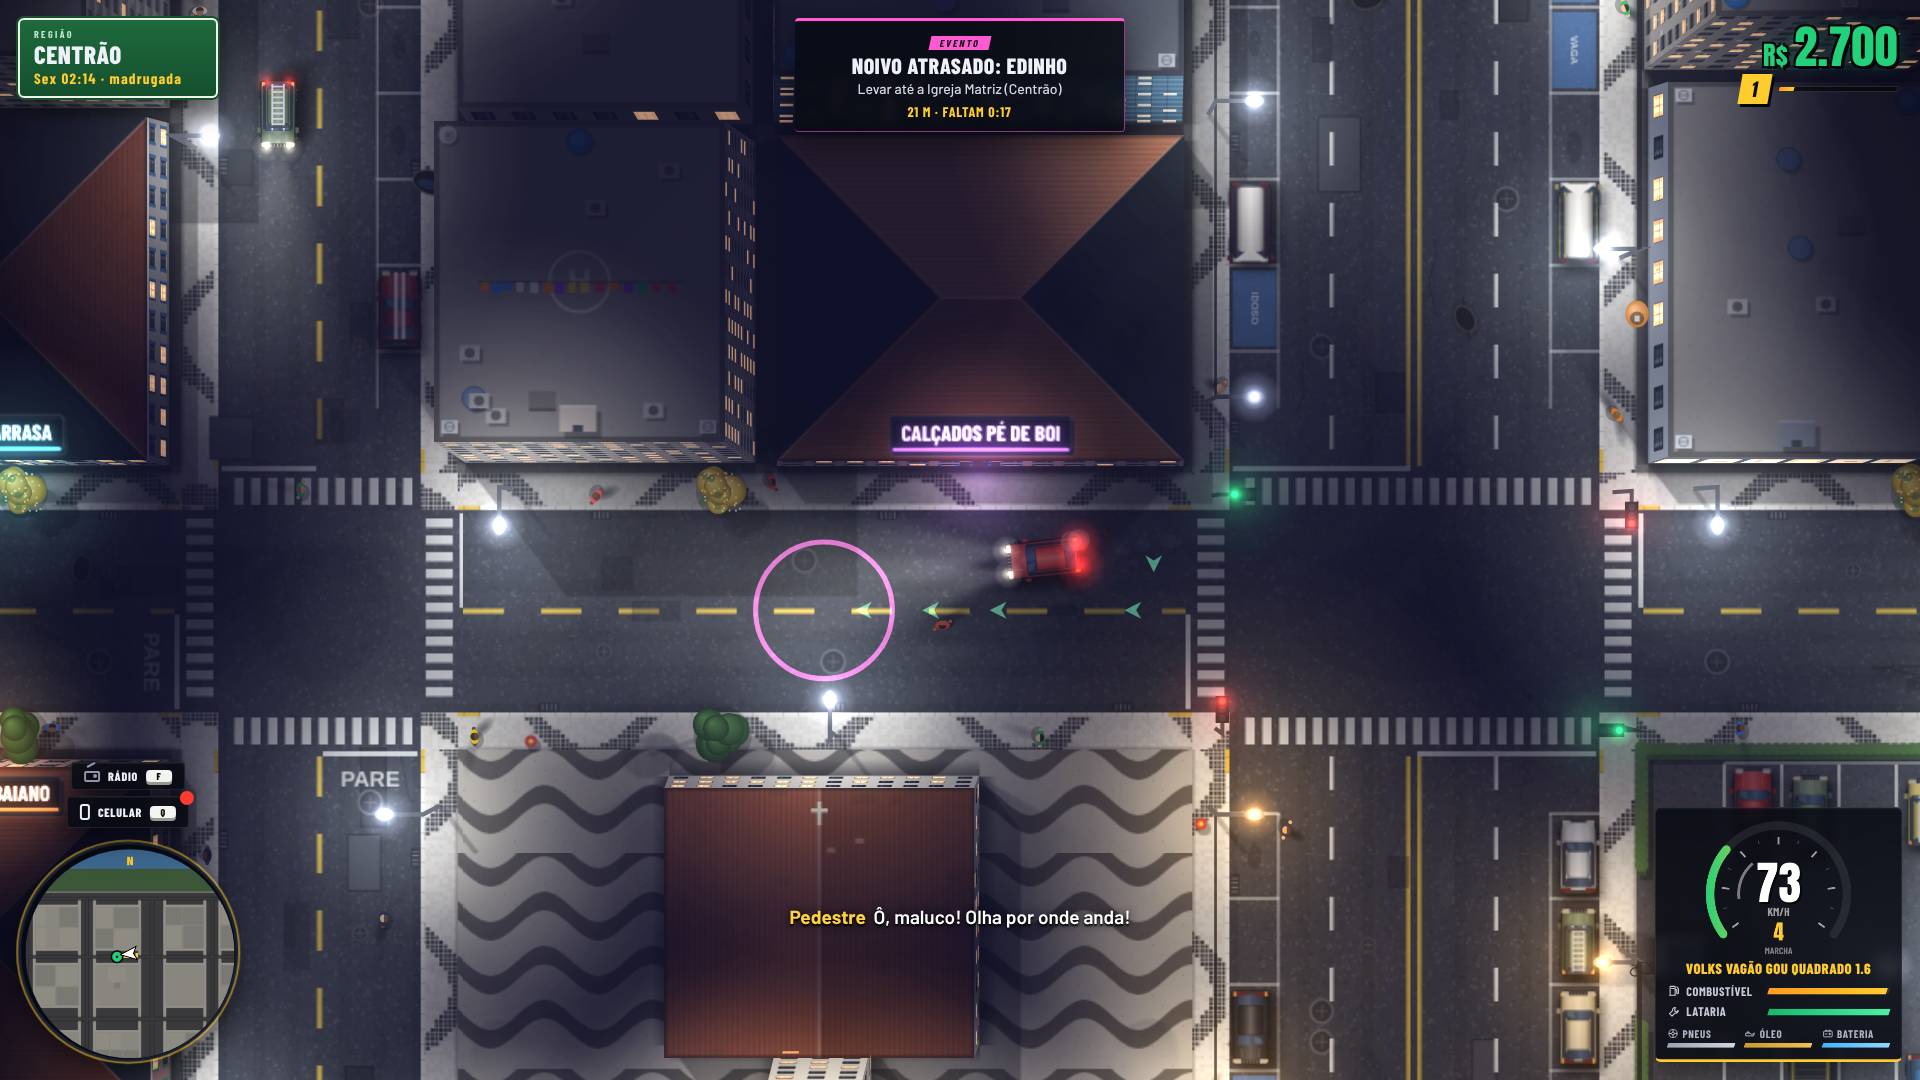 REGIÃO
CENTRÃO
Sex 02:14 · madrugada
EVENTO
NOIVO ATRASADO: EDINHO
Levar até a Igreja Matriz (Centrão)
21 M · FALTAM 0:17
R$ 2.700
1
VAGA
H
IDOSO
ARRASA
CALÇADOS PÉ DE BOI
PARE
PARE
RÁDIO F
CELULAR Q
BAIANO
N
Pedestre Ô, maluco! Olha por onde anda!
73
KM/H
4
MARCHA
VOLKS VAGÃO GOU QUADRADO 1.6
COMBUSTÍVEL
LATARIA
PNEUS ÓLEO BATERIA